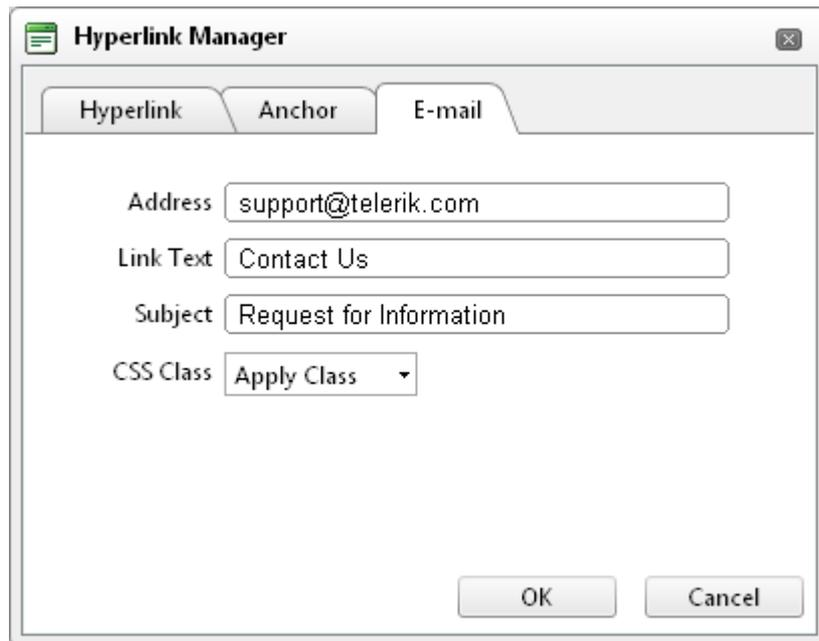 Hyperlink Manager
Hyperlink Anchor E-mail
Address support@telerik.com
Link Text Contact Us
Subject Request for Information
CSS Class Apply Class
OK Cancel